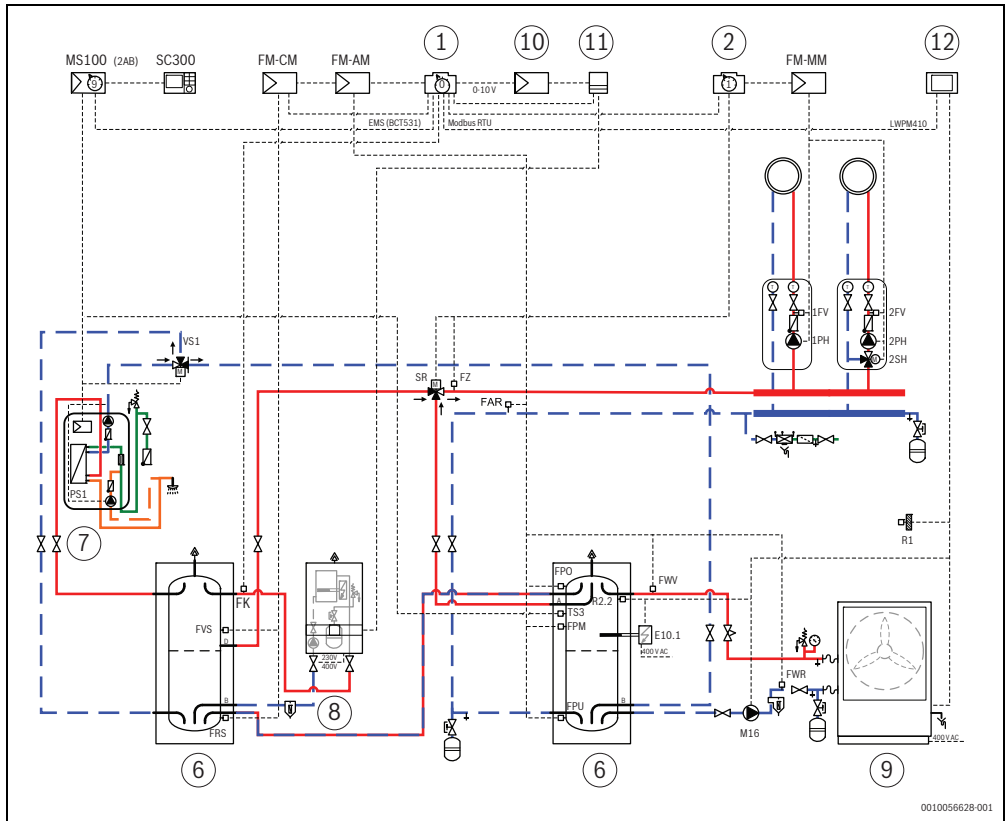 1
10
11
2
12
MS100 (2AB)
SC300
FM-CM
FM-AM
FM-MM
9
0
1
0-10 V
EMS (BCT531)
Modbus RTU
LWPM410
T
T
T
T
1FV
2FV
1PH
2PH
M
2SH
VS1
M
SR
M
FZ
FAR
PS1
7
R1
FK
FPO
FWV
A
R2.2
TS3
FVS
FPM
E10.1
D
400 V AC
230V
400V
FWR
B
B
8
FRS
FPU
M16
400 V AC
6
6
9
0010056628-001